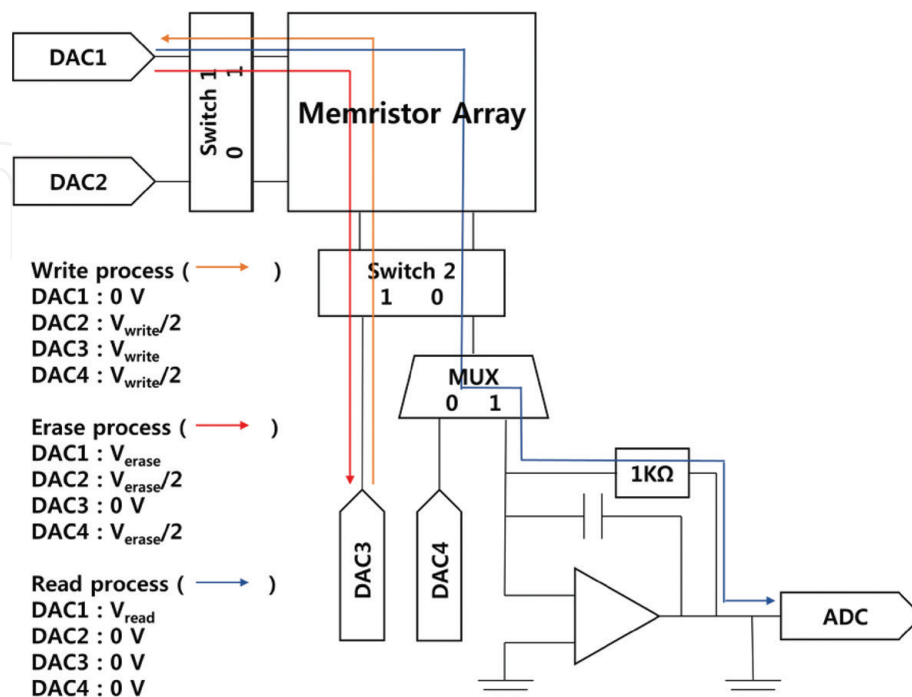 DAC1
Switch 1
1
0
Memristor Array
DAC2
Switch 2
1 0
MUX
0 1
1KΩ
DAC3
DAC4
ADC
Write process ( )
DAC1 : 0 V
DAC2 : Vwrite/2
DAC3 : Vwrite
DAC4 : Vwrite/2
Erase process ( )
DAC1 : Verase
DAC2 : Verase/2
DAC3 : 0 V
DAC4 : Verase/2
Read process ( )
DAC1 : Vread
DAC2 : 0 V
DAC3 : 0 V
DAC4 : 0 V